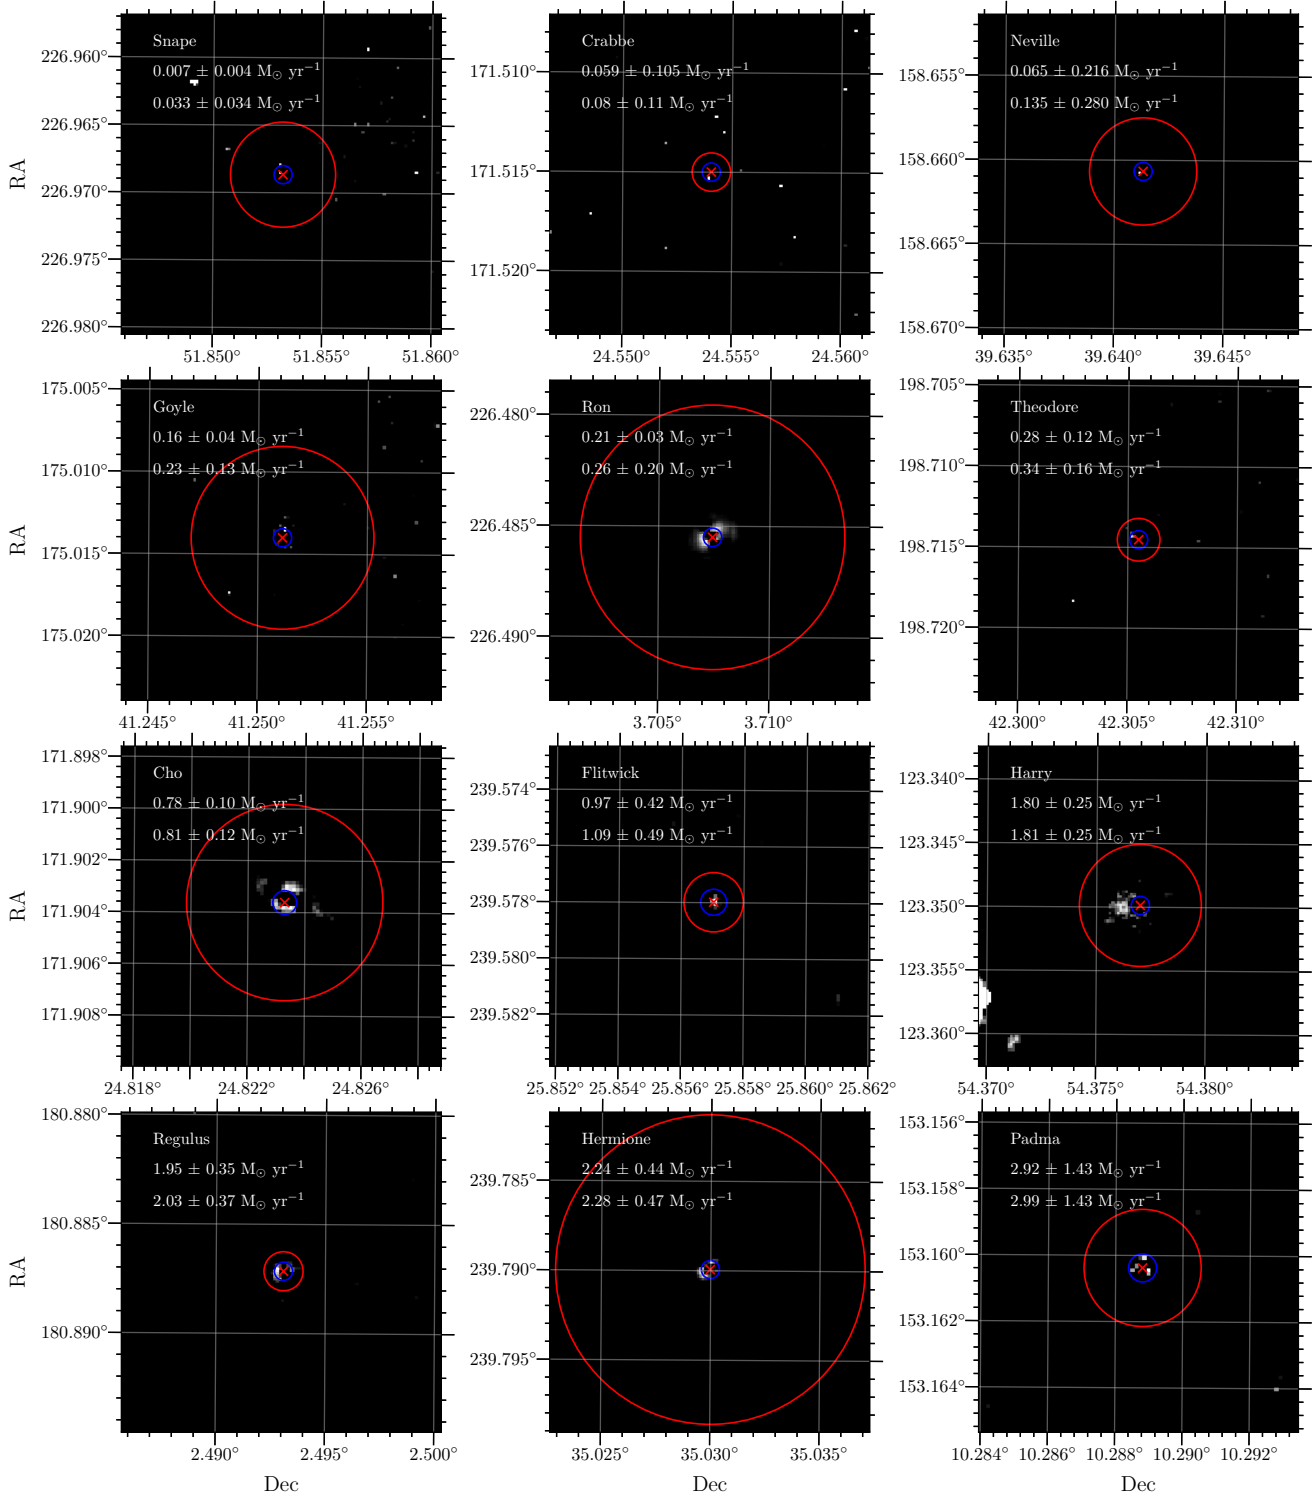 Snape
0.007 ± 0.004 M⊙ yr⁻¹
0.033 ± 0.034 M⊙ yr⁻¹
226.960°
226.965°
226.970°
226.975°
226.980°
51.850° 51.855° 51.860°
RA
Crabbe
0.059 ± 0.105 M⊙ yr⁻¹
0.08 ± 0.11 M⊙ yr⁻¹
171.510°
171.515°
171.520°
24.550° 24.555° 24.560°
Neville
0.065 ± 0.216 M⊙ yr⁻¹
0.135 ± 0.280 M⊙ yr⁻¹
158.655°
158.660°
158.665°
158.670°
39.635° 39.640° 39.645°
Goyle
0.16 ± 0.04 M⊙ yr⁻¹
0.23 ± 0.13 M⊙ yr⁻¹
175.005°
175.010°
175.015°
175.020°
41.245° 41.250° 41.255°
RA
Ron
0.21 ± 0.03 M⊙ yr⁻¹
0.26 ± 0.20 M⊙ yr⁻¹
226.480°
226.485°
226.490°
3.705° 3.710°
Theodore
0.28 ± 0.12 M⊙ yr⁻¹
0.34 ± 0.16 M⊙ yr⁻¹
198.705°
198.710°
198.715°
198.720°
42.300° 42.305° 42.310°
Cho
0.78 ± 0.10 M⊙ yr⁻¹
0.81 ± 0.12 M⊙ yr⁻¹
171.898°
171.900°
171.902°
171.904°
171.906°
171.908°
24.818° 24.822° 24.826°
RA
Flitwick
0.97 ± 0.42 M⊙ yr⁻¹
1.09 ± 0.49 M⊙ yr⁻¹
239.574°
239.576°
239.578°
239.580°
239.582°
25.852° 25.854° 25.856° 25.858° 25.860° 25.862°
Harry
1.80 ± 0.25 M⊙ yr⁻¹
1.81 ± 0.25 M⊙ yr⁻¹
123.340°
123.345°
123.350°
123.355°
123.360°
54.370° 54.375° 54.380°
Regulus
1.95 ± 0.35 M⊙ yr⁻¹
2.03 ± 0.37 M⊙ yr⁻¹
180.880°
180.885°
180.890°
2.490° 2.495° 2.500°
RA
Dec
Hermione
2.24 ± 0.44 M⊙ yr⁻¹
2.28 ± 0.47 M⊙ yr⁻¹
239.785°
239.790°
239.795°
35.025° 35.030° 35.035°
Dec
Padma
2.92 ± 1.43 M⊙ yr⁻¹
2.99 ± 1.43 M⊙ yr⁻¹
153.156°
153.158°
153.160°
153.162°
153.164°
10.284° 10.286° 10.288° 10.290° 10.292°
Dec